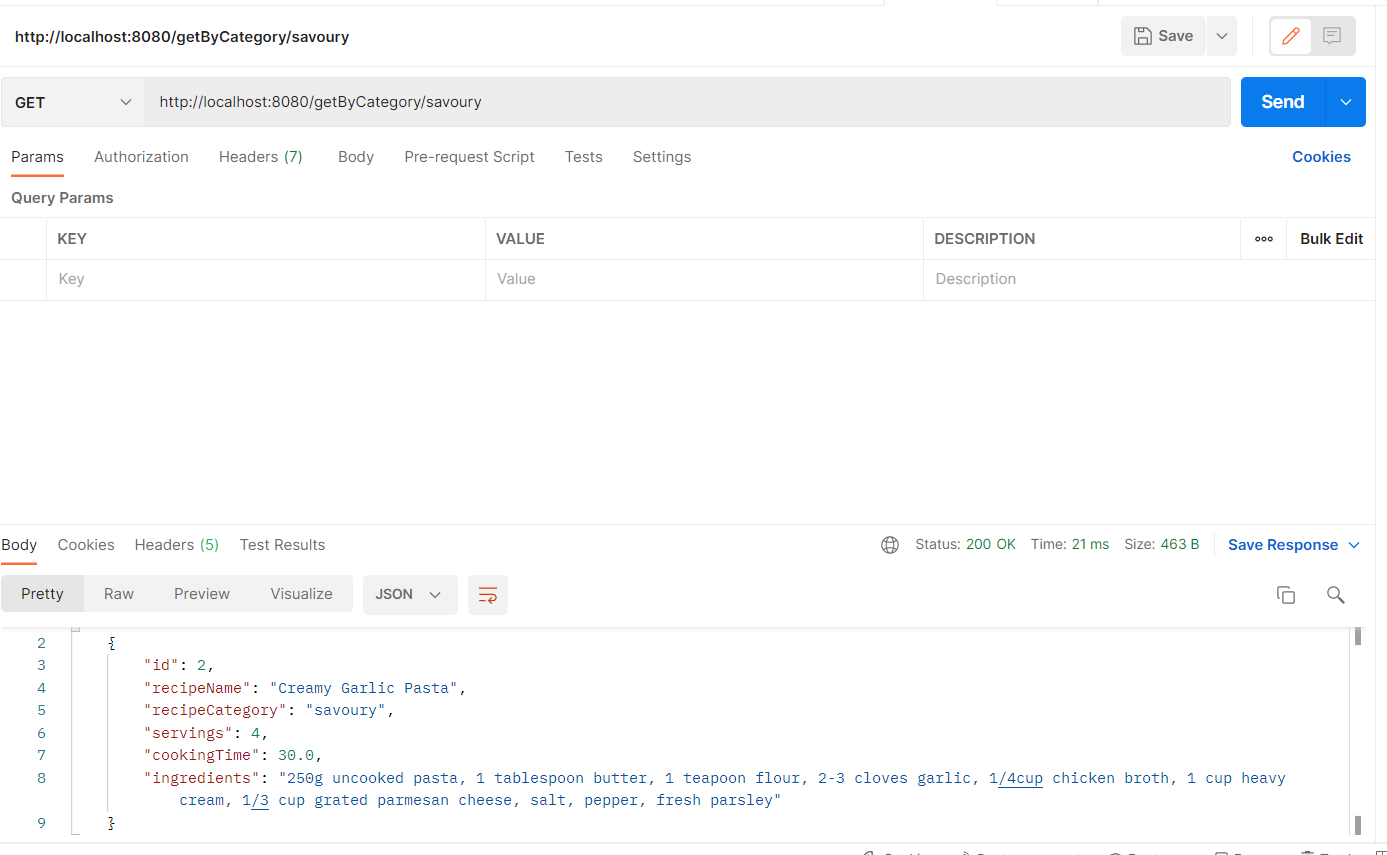 http://localhost:8080/getByCategory/savoury
Save
GET
http://localhost:8080/getByCategory/savoury
Send
Params Authorization Headers (7) Body Pre-request Script Tests Settings Cookies
Query Params
KEY VALUE DESCRIPTION Bulk Edit
Key Value Description
Body Cookies Headers (5) Test Results Status: 200 OK Time: 21 ms Size: 463 B Save Response
Pretty Raw Preview Visualize JSON
2 {
3 "id": 2,
4 "recipeName": "Creamy Garlic Pasta",
5 "recipeCategory": "savoury",
6 "servings": 4,
7 "cookingTime": 30.0,
8 "ingredients": "250g uncooked pasta, 1 tablespoon butter, 1 teapoon flour, 2-3 cloves garlic, 1/4cup chicken broth, 1 cup heavy
cream, 1/3 cup grated parmesan cheese, salt, pepper, fresh parsley"
9 }